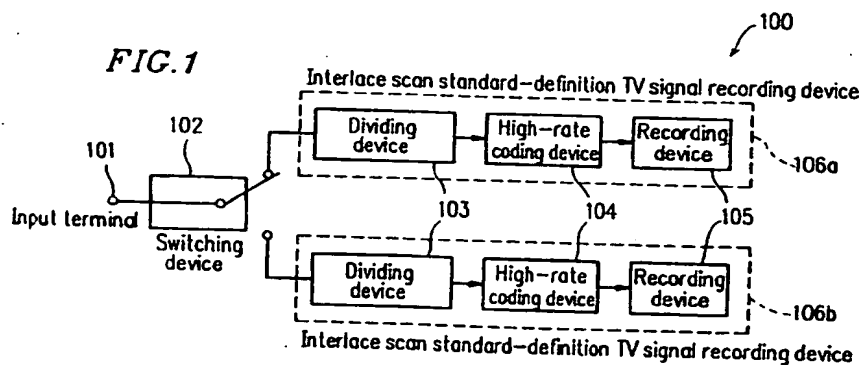 FIG.1
100
Interlace scan standard-definition TV signal recording device
102
101
Input terminal
Switching
device
Dividing
device
High-rate
coding device
Recording
device
106a
103
104
105
Dividing
device
High-rate
coding device
Recording
device
106b
Interlace scan standard-definition TV signal recording device